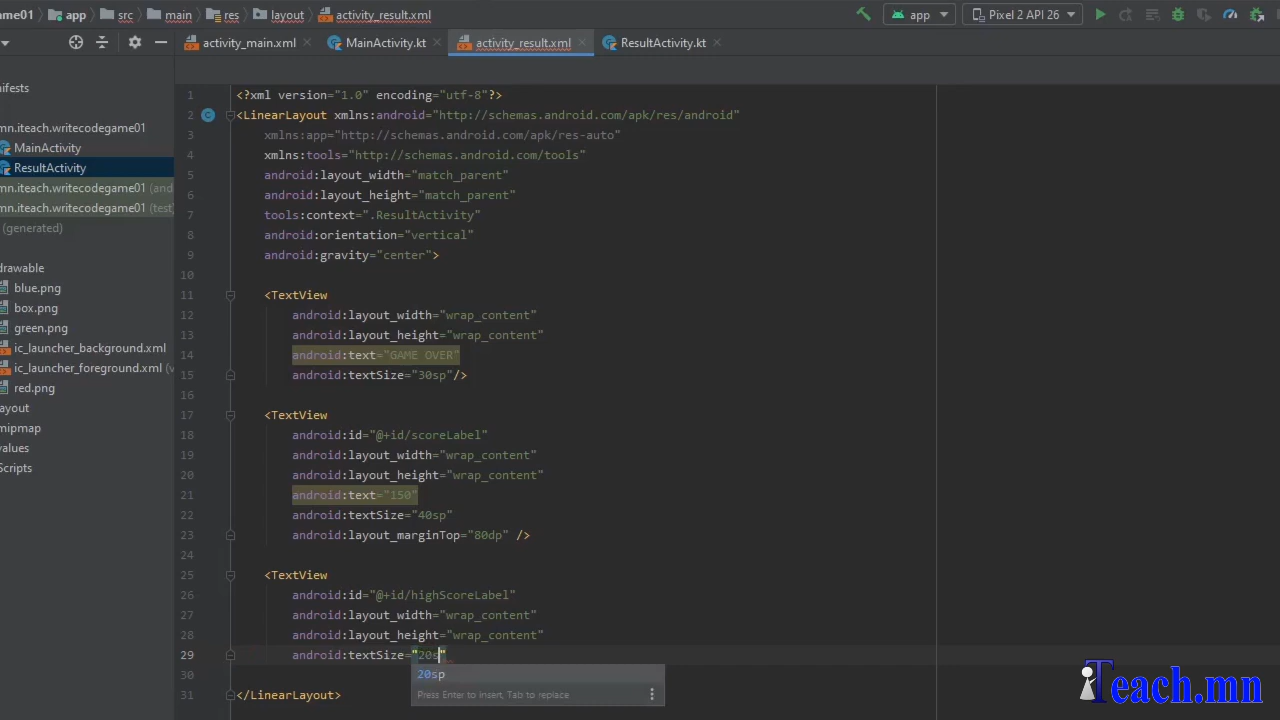 ame01 app src main res layout activity_result.xml app Pixel 2 API 26
activity_main.xml MainActivity.kt activity_result.xml ResultActivity.kt
nifests
mn.iteach.writecodegame01
MainActivity
ResultActivity
mn.iteach.writecodegame01 (and
mn.iteach.writecodegame01 (test)
(generated)
drawable
blue.png
box.png
green.png
ic_launcher_background.xml
ic_launcher_foreground.xml (v
red.png
ayout
mipmap
values
Scripts
1 <?xml version="1.0" encoding="utf-8"?>
2 <LinearLayout xmlns:android="http://schemas.android.com/apk/res/android"
3 xmlns:app="http://schemas.android.com/apk/res-auto"
4 xmlns:tools="http://schemas.android.com/tools"
5 android:layout_width="match_parent"
6 android:layout_height="match_parent"
7 tools:context=".ResultActivity"
8 android:orientation="vertical"
9 android:gravity="center">
10
11 <TextView
12 android:layout_width="wrap_content"
13 android:layout_height="wrap_content"
14 android:text="GAME OVER"
15 android:textSize="30sp"/>
16
17 <TextView
18 android:id="@+id/scoreLabel"
19 android:layout_width="wrap_content"
20 android:layout_height="wrap_content"
21 android:text="150"
22 android:textSize="40sp"
23 android:layout_marginTop="80dp" />
24
25 <TextView
26 android:id="@+id/highScoreLabel"
27 android:layout_width="wrap_content"
28 android:layout_height="wrap_content"
29 android:textSize="20s"
30
31 </LinearLayout>
20sp
Press Enter to insert, Tab to replace
iTeach.mn